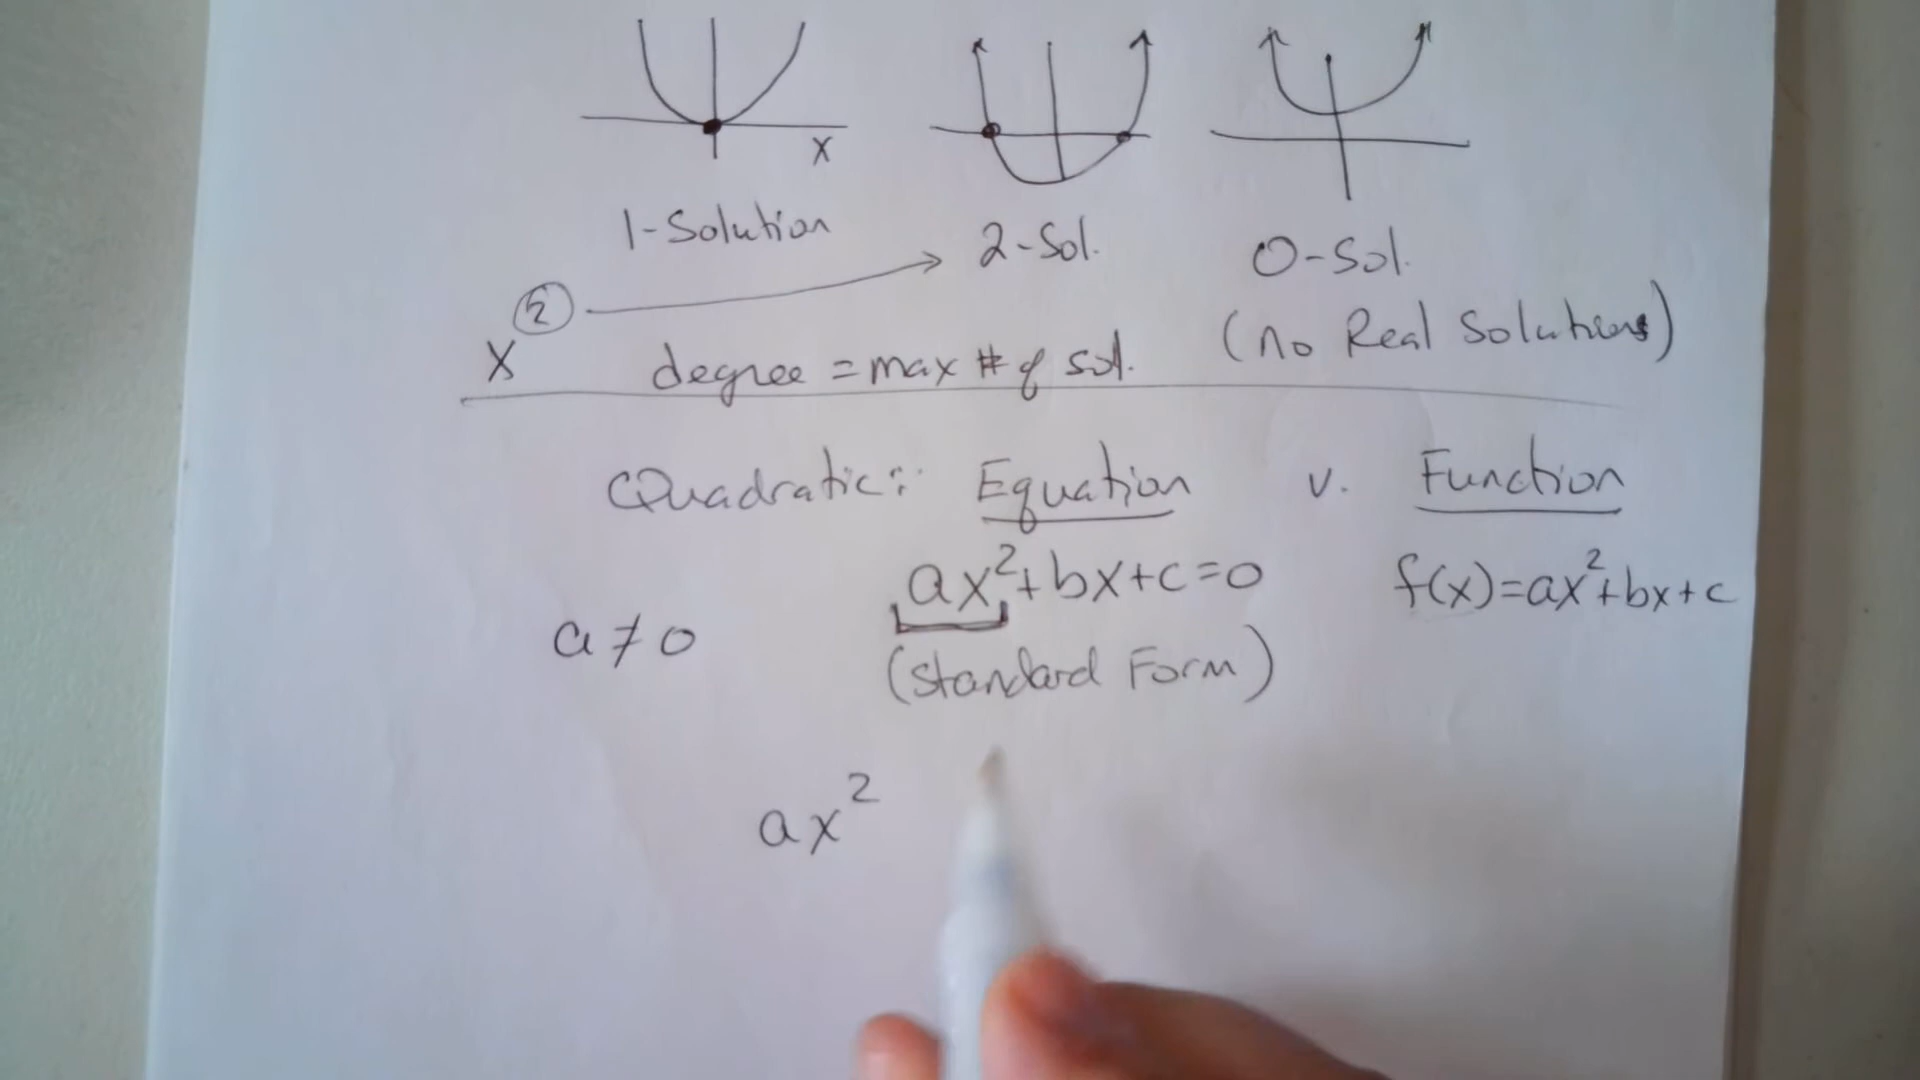 x
1-Solution 2-Sol. 0-Sol.
x² degree = max # of sol. (no Real Solutions)
Quadratic: Equation v. Function
ax²+bx+c=0 f(x)=ax²+bx+c
a≠0 (Standard Form)
ax²